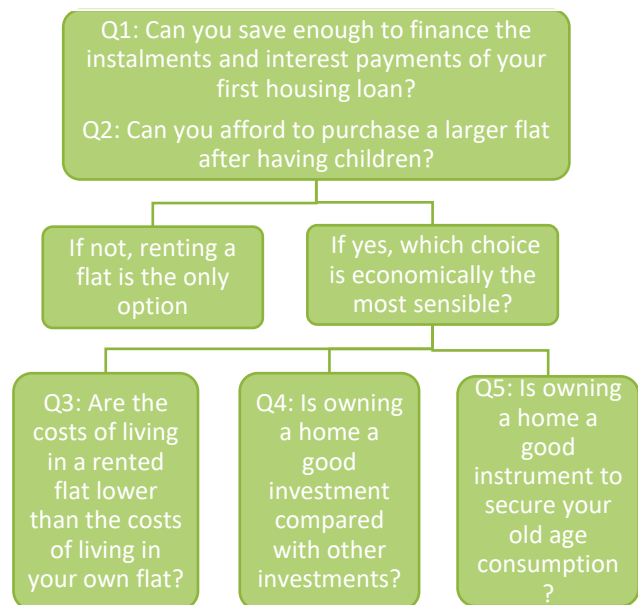 Q1: Can you save enough to finance the
instalments and interest payments of your
first housing loan?
Q2: Can you afford to purchase a larger flat
after having children?
If not, renting a
flat is the only
option
If yes, which choice
is economically the
most sensible?
Q3: Are the
costs of living
in a rented
flat lower
than the costs
of living in
your own flat?
Q4: Is owning
a home a
good
investment
compared
with other
investments?
Q5: Is owning
a home a
good
instrument to
secure your
old age
consumption
?